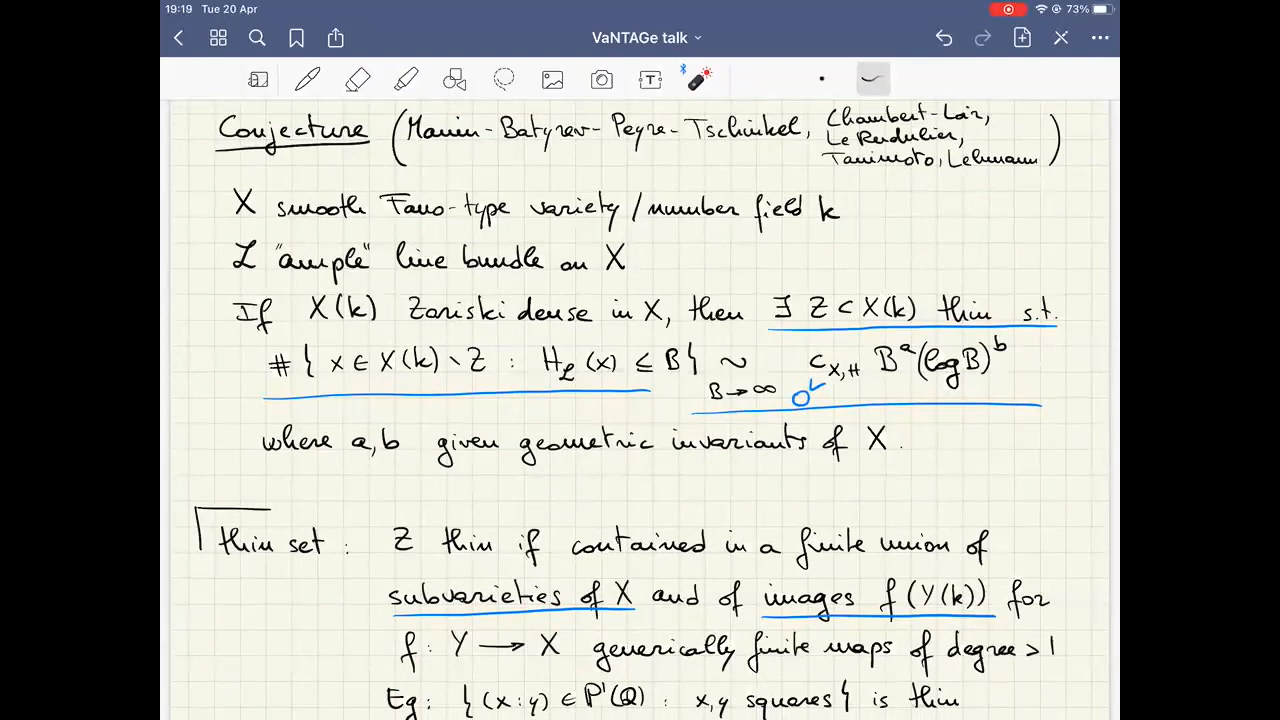 19:19 Tue 20 Apr 73%
VaNTAGe talk
T
Conjecture (Manin-Batyrev-Peyre-Tschinkel, Chambert-Loir,
Le Rudulier,
Tanimoto, Lehmann)
X smooth Fano-type variety / number field k
L "ample" line bundle on X
If X(k) Zariski dense in X, then ∃ Z ⊂ X(k) thin s.t.
# { x ∈ X(k) \ Z : H_L(x) ≤ B } ~ c_{X,H} B^a (log B)^b
B → ∞
where a, b given geometric invariants of X.
thin set : Z thin if contained in a finite union of
subvarieties of X and of images f(Y(k)) for
f : Y → X generically finite maps of degree > 1
Eg: {(x:y) ∈ P¹(Q) : x,y squares} is thin